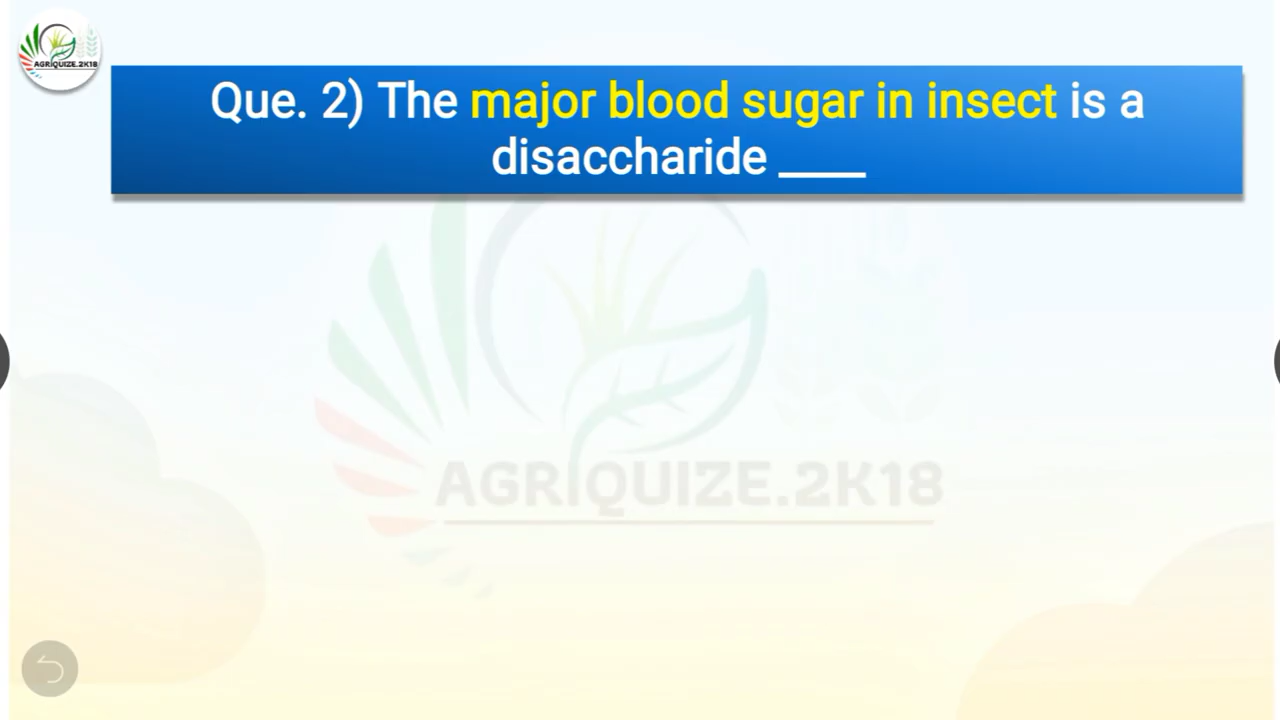 AGRIQUIZE.2K18
Que. 2) The major blood sugar in insect is a
disaccharide ____
AGRIQUIZE.2K18